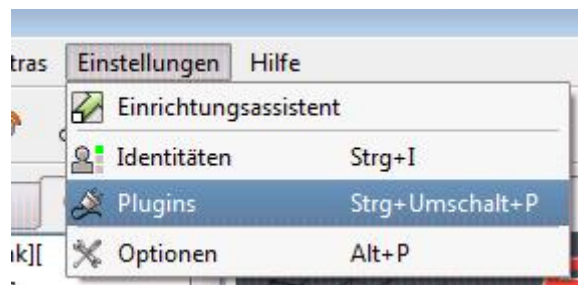 tras Einstellungen Hilfe
Einrichtungsassistent
Identitäten Strg+I
Plugins Strg+Umschalt+P
Optionen Alt+P
k][